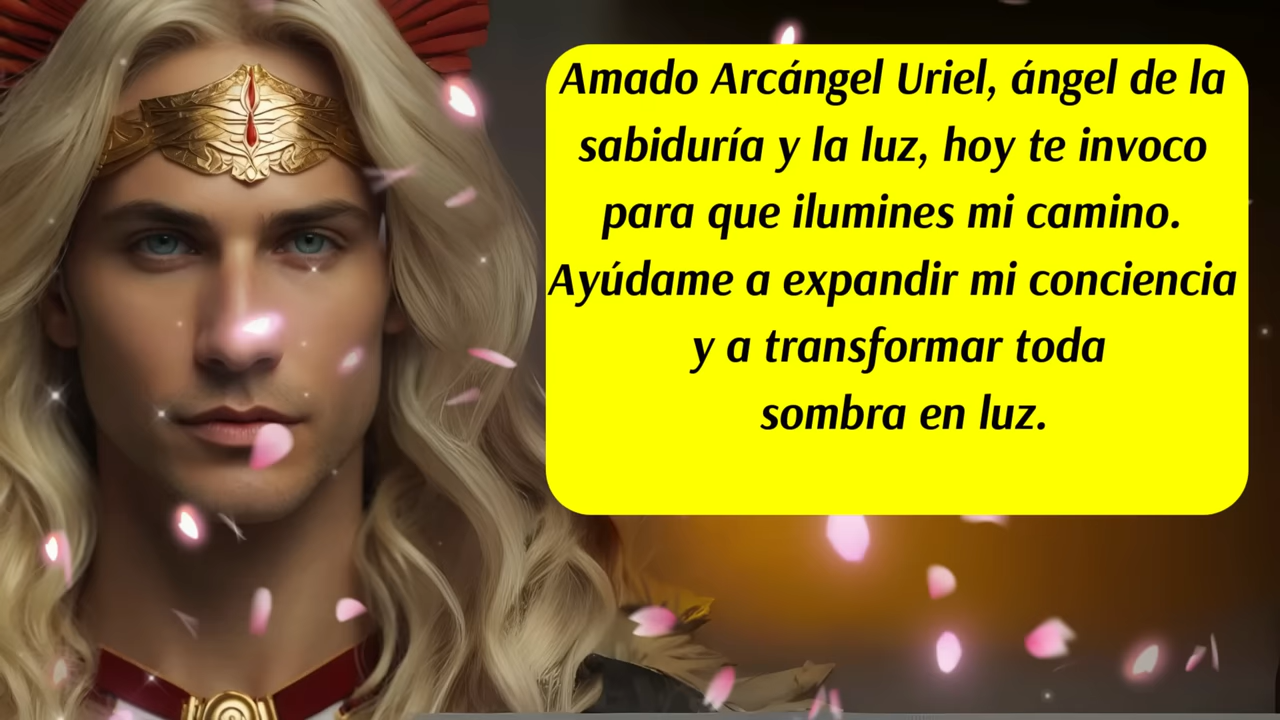 Amado Arcángel Uriel, ángel de la
sabiduría y la luz, hoy te invoco
para que ilumines mi camino.
Ayúdame a expandir mi conciencia
y a transformar toda
sombra en luz.